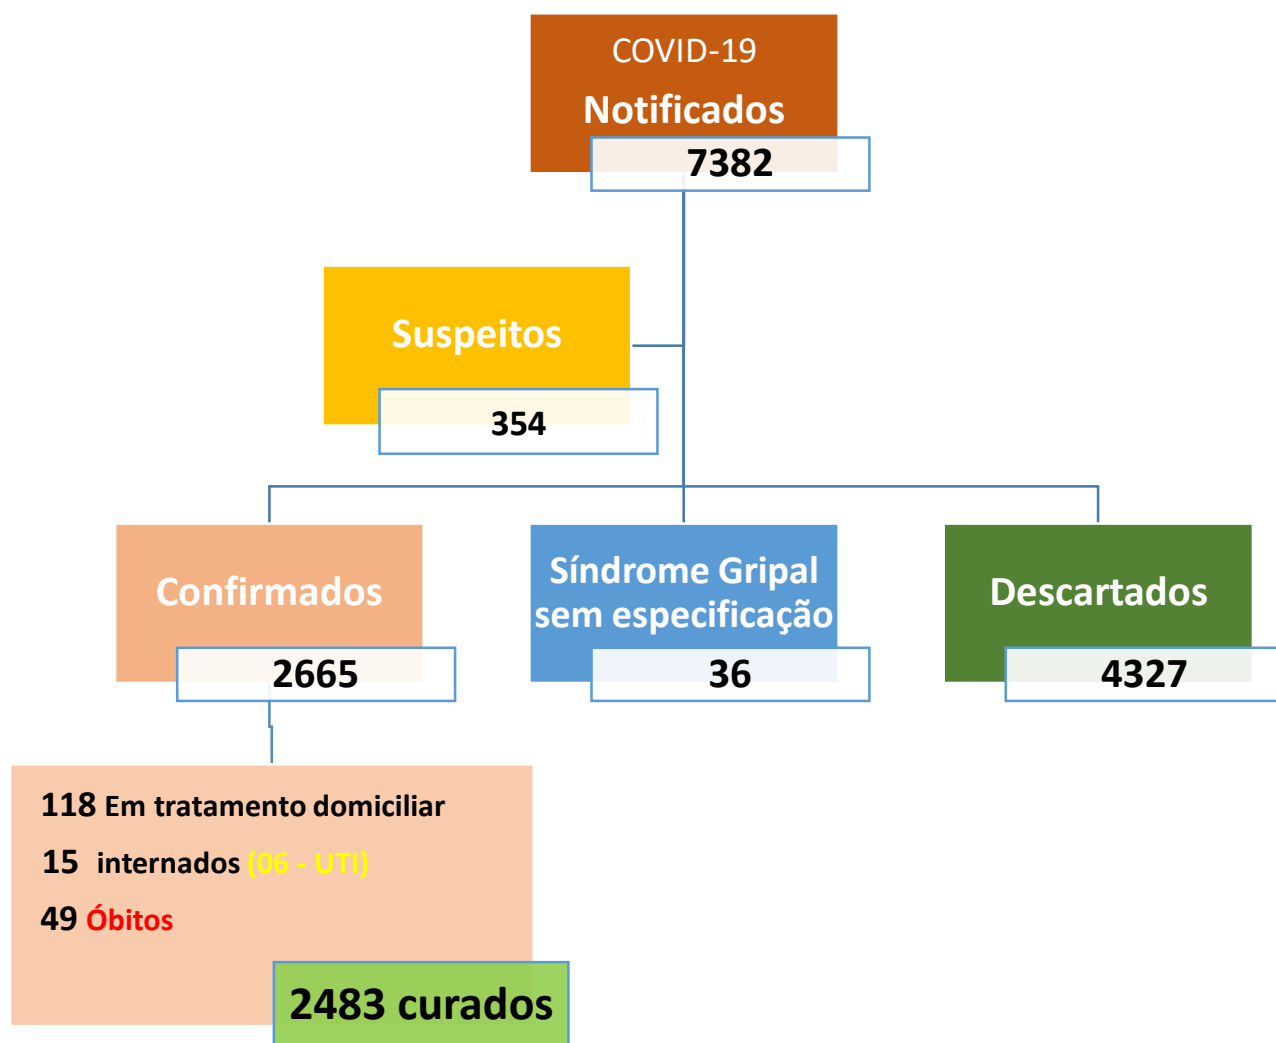 COVID-19
Notificados
7382
Suspeitos
354
Confirmados
2665
Síndrome Gripal
sem especificação
36
Descartados
4327
118 Em tratamento domiciliar
15 internados (06 - UTI)
49 Óbitos
2483 curados